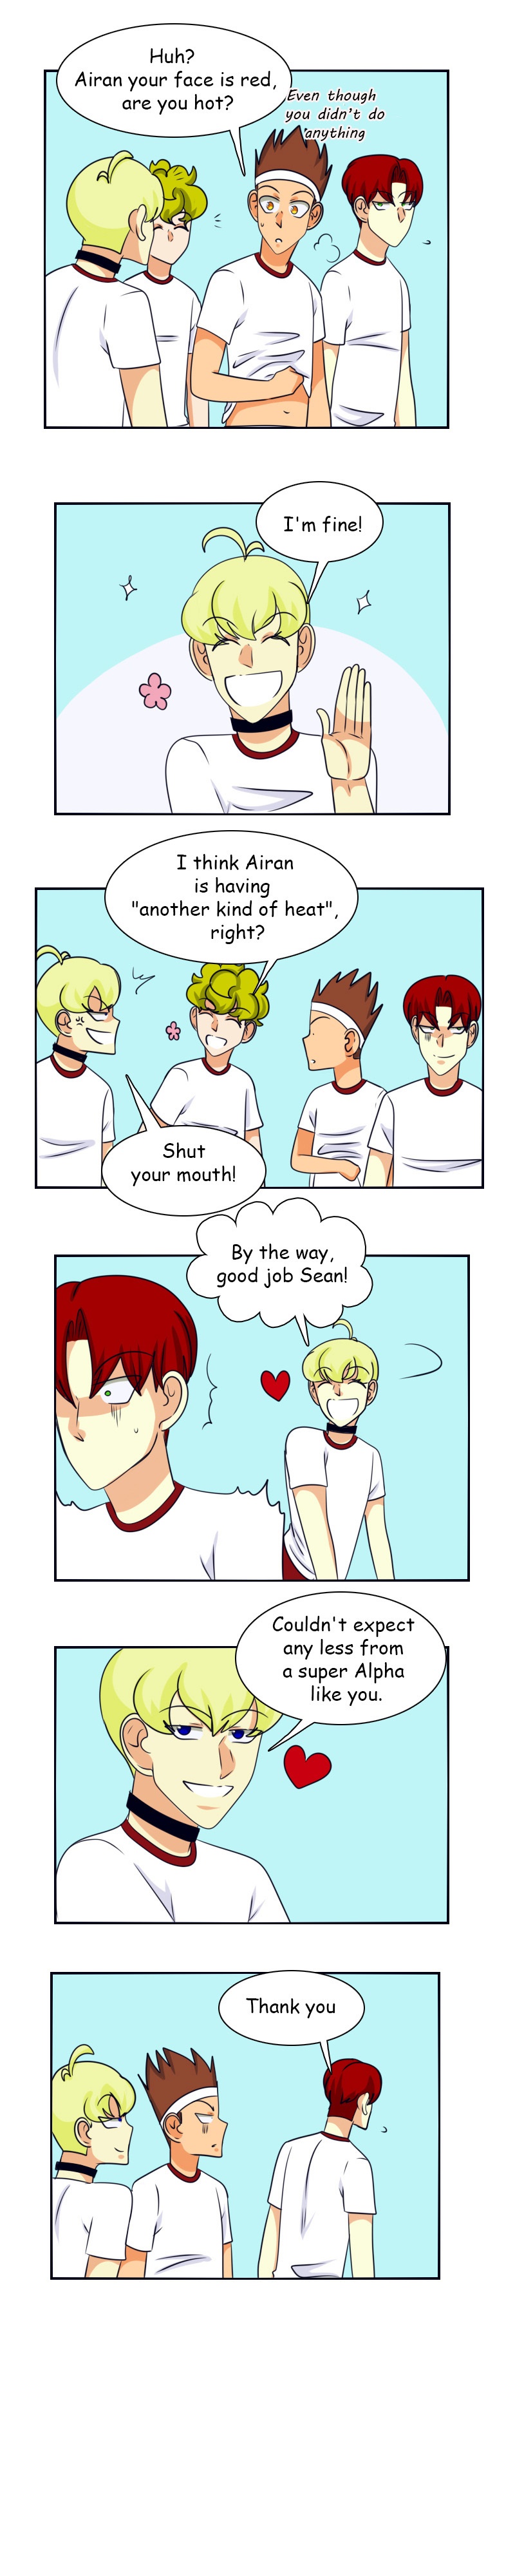 Huh?
Airan your face is red,
are you hot?
Even though
you didn't do
anything
I'm fine!
I think Airan
is having
"another kind of heat",
right?
Shut
your mouth!
By the way,
good job Sean!
Couldn't expect
any less from
a super Alpha
like you.
Thank you